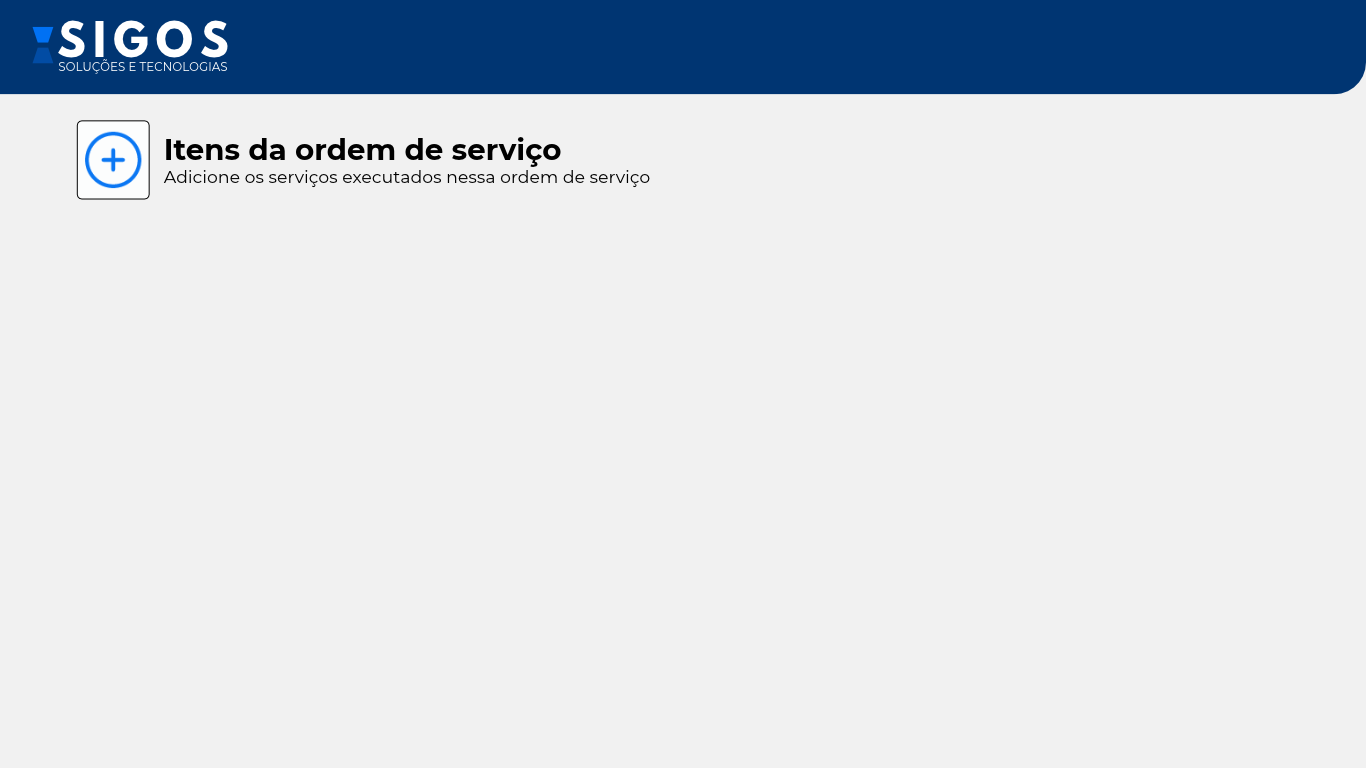 SIGOS
SOLUÇÕES E TECNOLOGIAS
Itens da ordem de serviço
Adicione os serviços executados nessa ordem de serviço